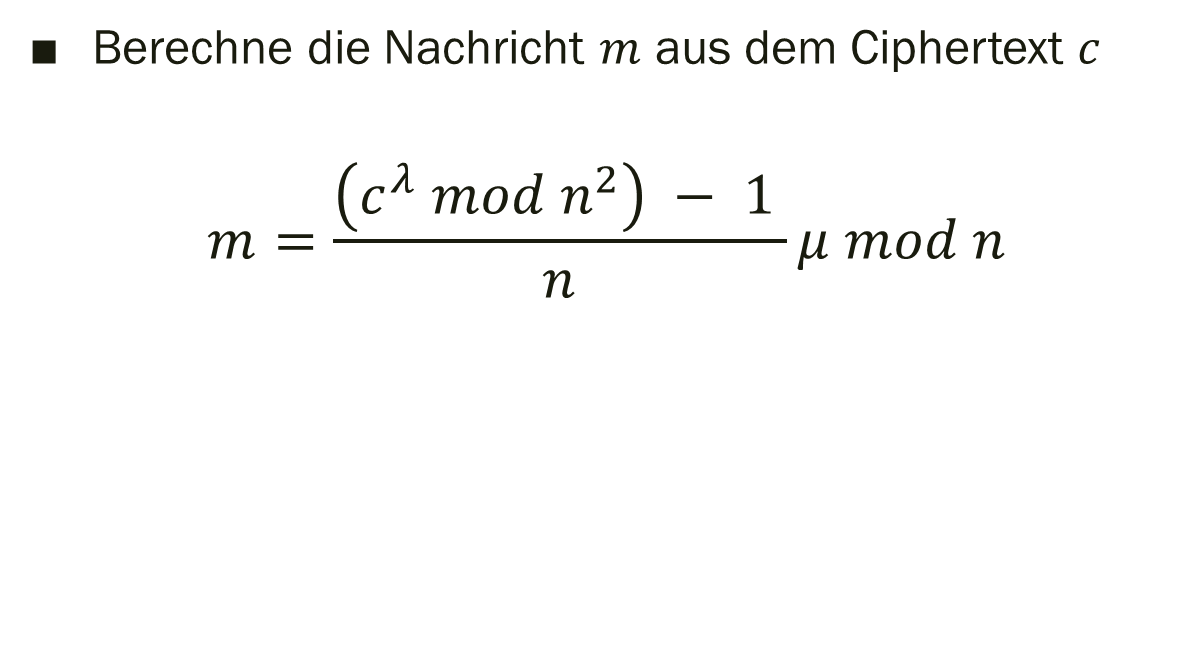 ■ Berechne die Nachricht m aus dem Ciphertext c
m = ((c^λ mod n²) − 1) / n μ mod n